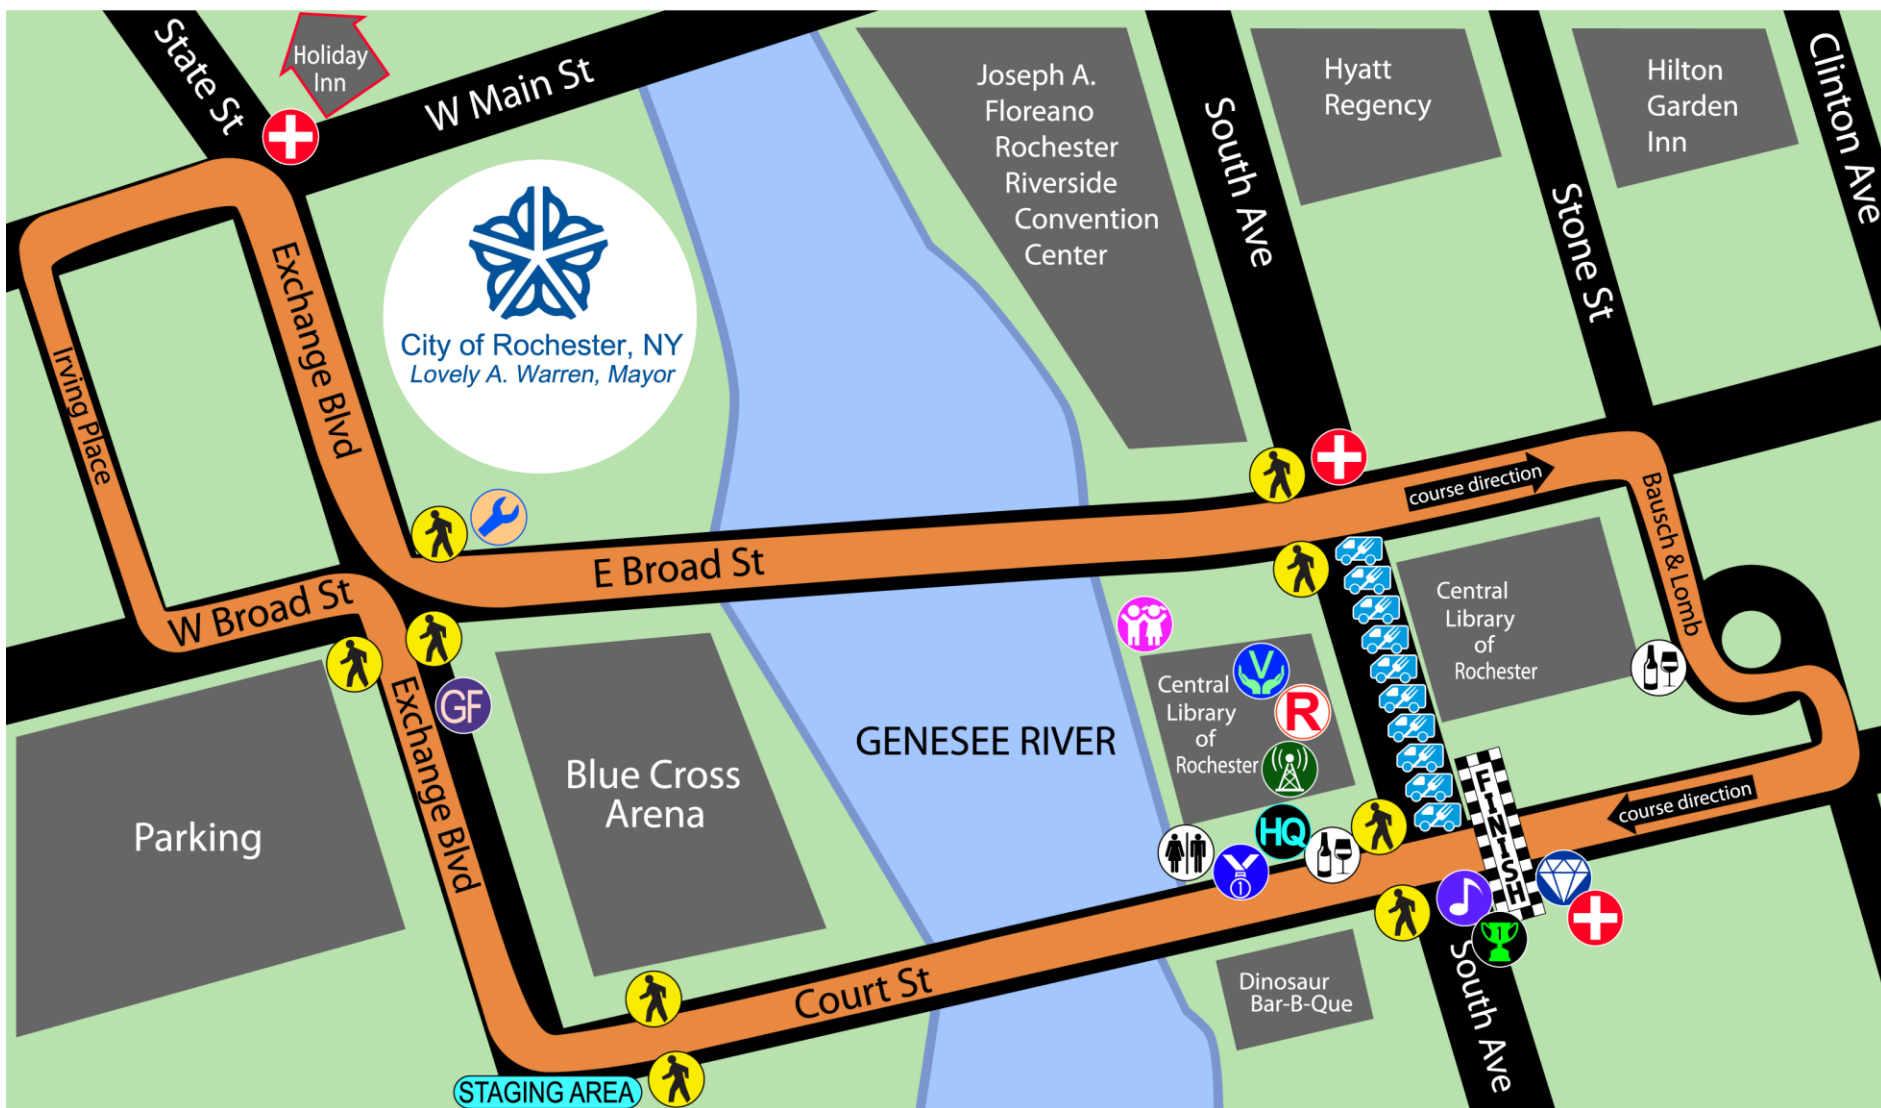 State St
Holiday
Inn
W Main St
Joseph A.
Floreano
Rochester
Riverside
Convention
Center
South Ave
Hyatt
Regency
Stone St
Hilton
Garden
Inn
Clinton Ave
City of Rochester, NY
Lovely A. Warren, Mayor
Exchange Blvd
Irving Place
W Broad St
E Broad St
course direction
Bausch & Lomb
Central
Library
of
Rochester
GF
Exchange Blvd
Parking
Blue Cross
Arena
GENESEE RIVER
Central
Library
of
Rochester
V
R
HQ
1
FINISH
course direction
1
Court St
Dinosaur
Bar-B-Que
South Ave
STAGING AREA